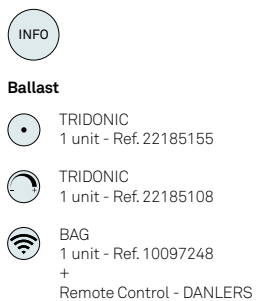 INFO
Ballast
TRIDONIC
1 unit - Ref. 22185155
TRIDONIC
1 unit - Ref. 22185108
BAG
1 unit - Ref. 10097248
+
Remote Control - DANLERS